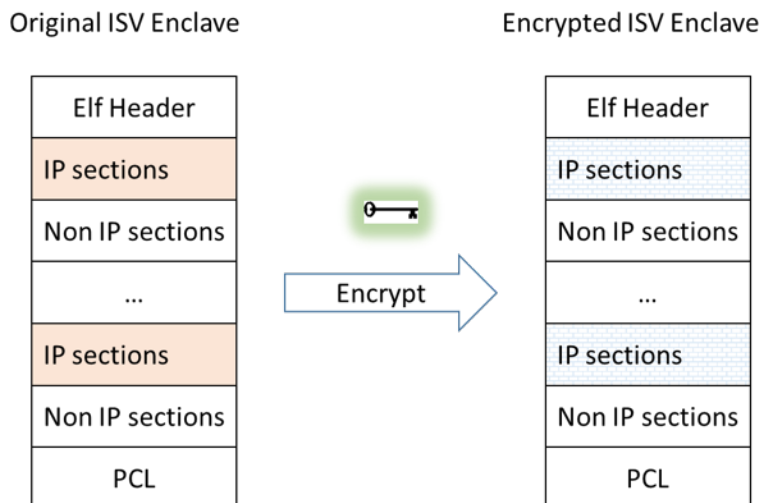 Original ISV Enclave
Encrypted ISV Enclave
Elf Header
IP sections
Non IP sections
...
IP sections
Non IP sections
PCL
Encrypt
Elf Header
IP sections
Non IP sections
...
IP sections
Non IP sections
PCL